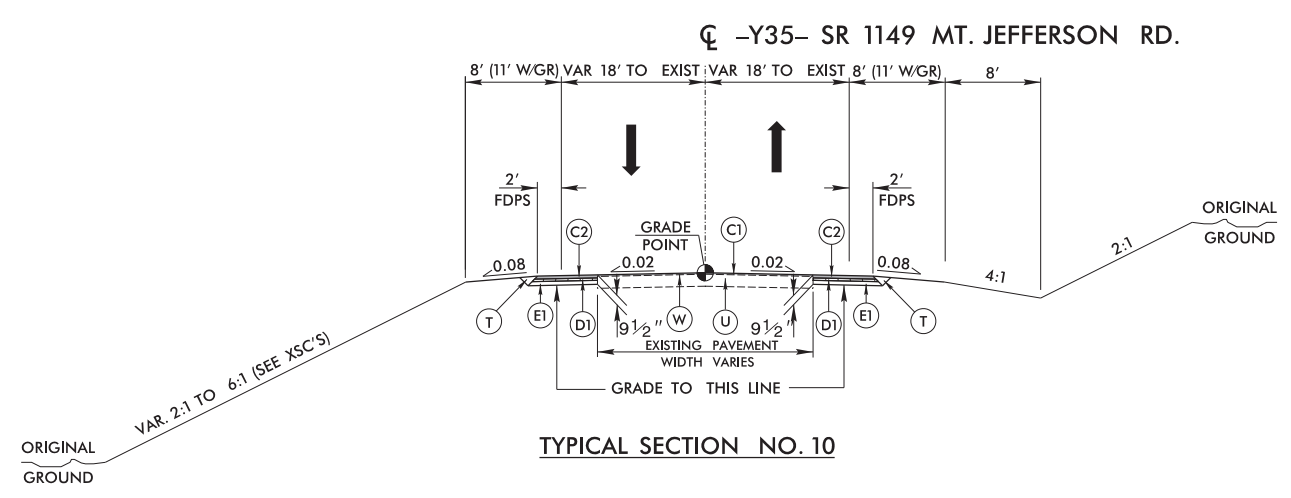 ℄ –Y35– SR 1149 MT. JEFFERSON RD.
8' (11' W/GR) VAR 18' TO EXIST VAR 18' TO EXIST 8' (11' W/GR) 8'
2' 2'
FDPS FDPS
ORIGINAL
GROUND
GRADE
POINT
C2 C1 C2
2:1
0.08 0.02 0.02 0.08
4:1
T E1 D1 9½" W U 9½" D1 E1 T
EXISTING PAVEMENT
WIDTH VARIES
GRADE TO THIS LINE
VAR. 2:1 TO 6:1 (SEE XSC'S)
ORIGINAL
GROUND
TYPICAL SECTION NO. 10